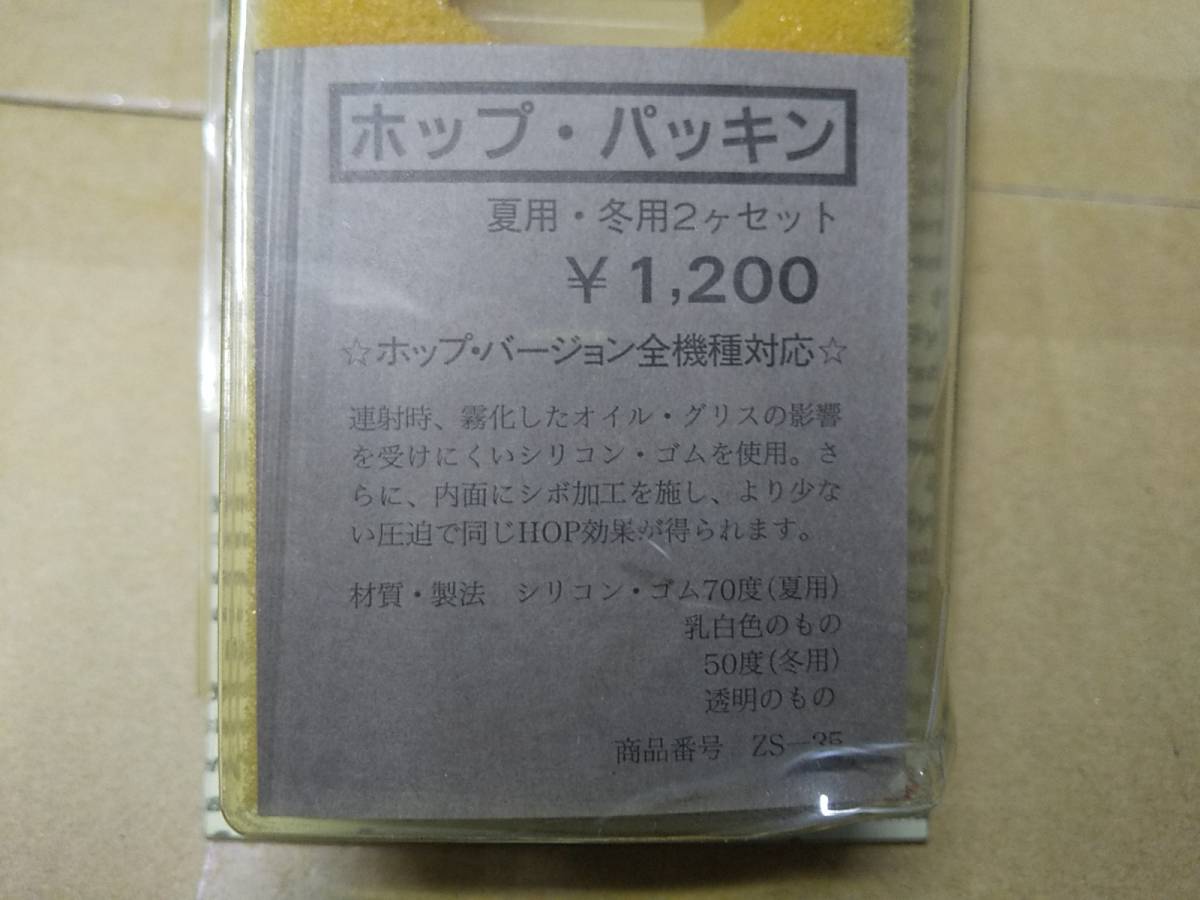 ホップ・パッキン
夏用・冬用2ヶセット
¥1,200
☆ホップ・バージョン全機種対応☆
連射時、霧化したオイル・グリスの影響
を受けにくいシリコン・ゴムを使用。さ
らに、内面にシボ加工を施し、より少な
い圧迫で同じHOP効果が得られます。
材質・製法　シリコン・ゴム70度(夏用)
乳白色のもの
50度(冬用)
透明のもの
商品番号　ZS-35